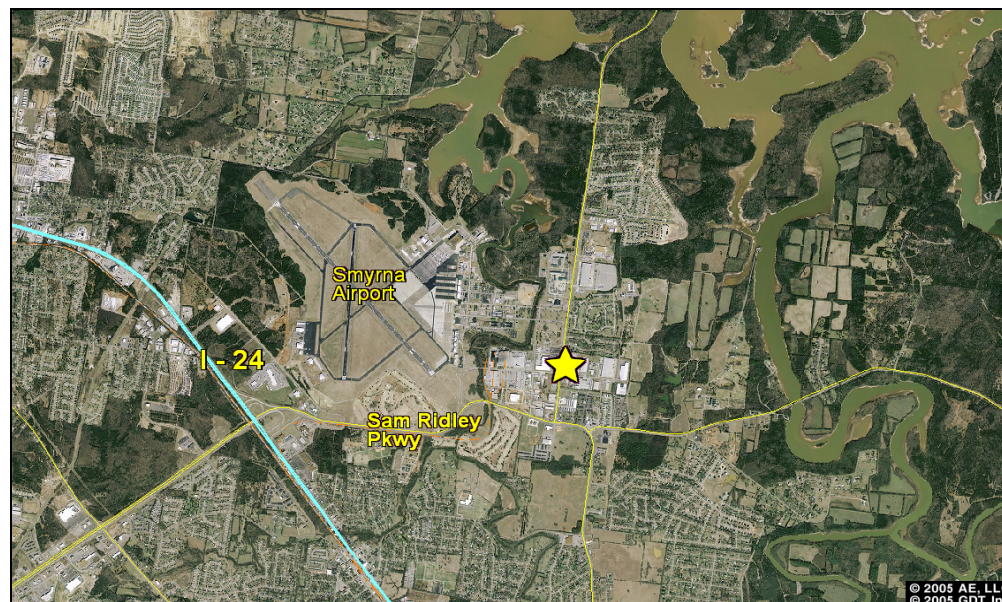 Smyrna
Airport
I - 24
Sam Ridley
Pkwy
© 2005 AE, LL
© 2005 GDT, In